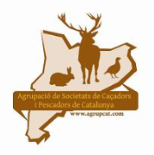 Agrupació de Societats de Caçadors
i Pescadors de Catalunya
www.agrupcat.com